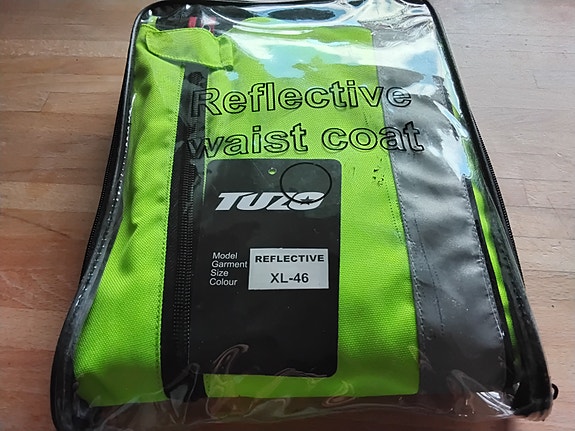 Reflective
waist coat
TUZO
Model
Garment
Size
Colour
REFLECTIVE
XL-46